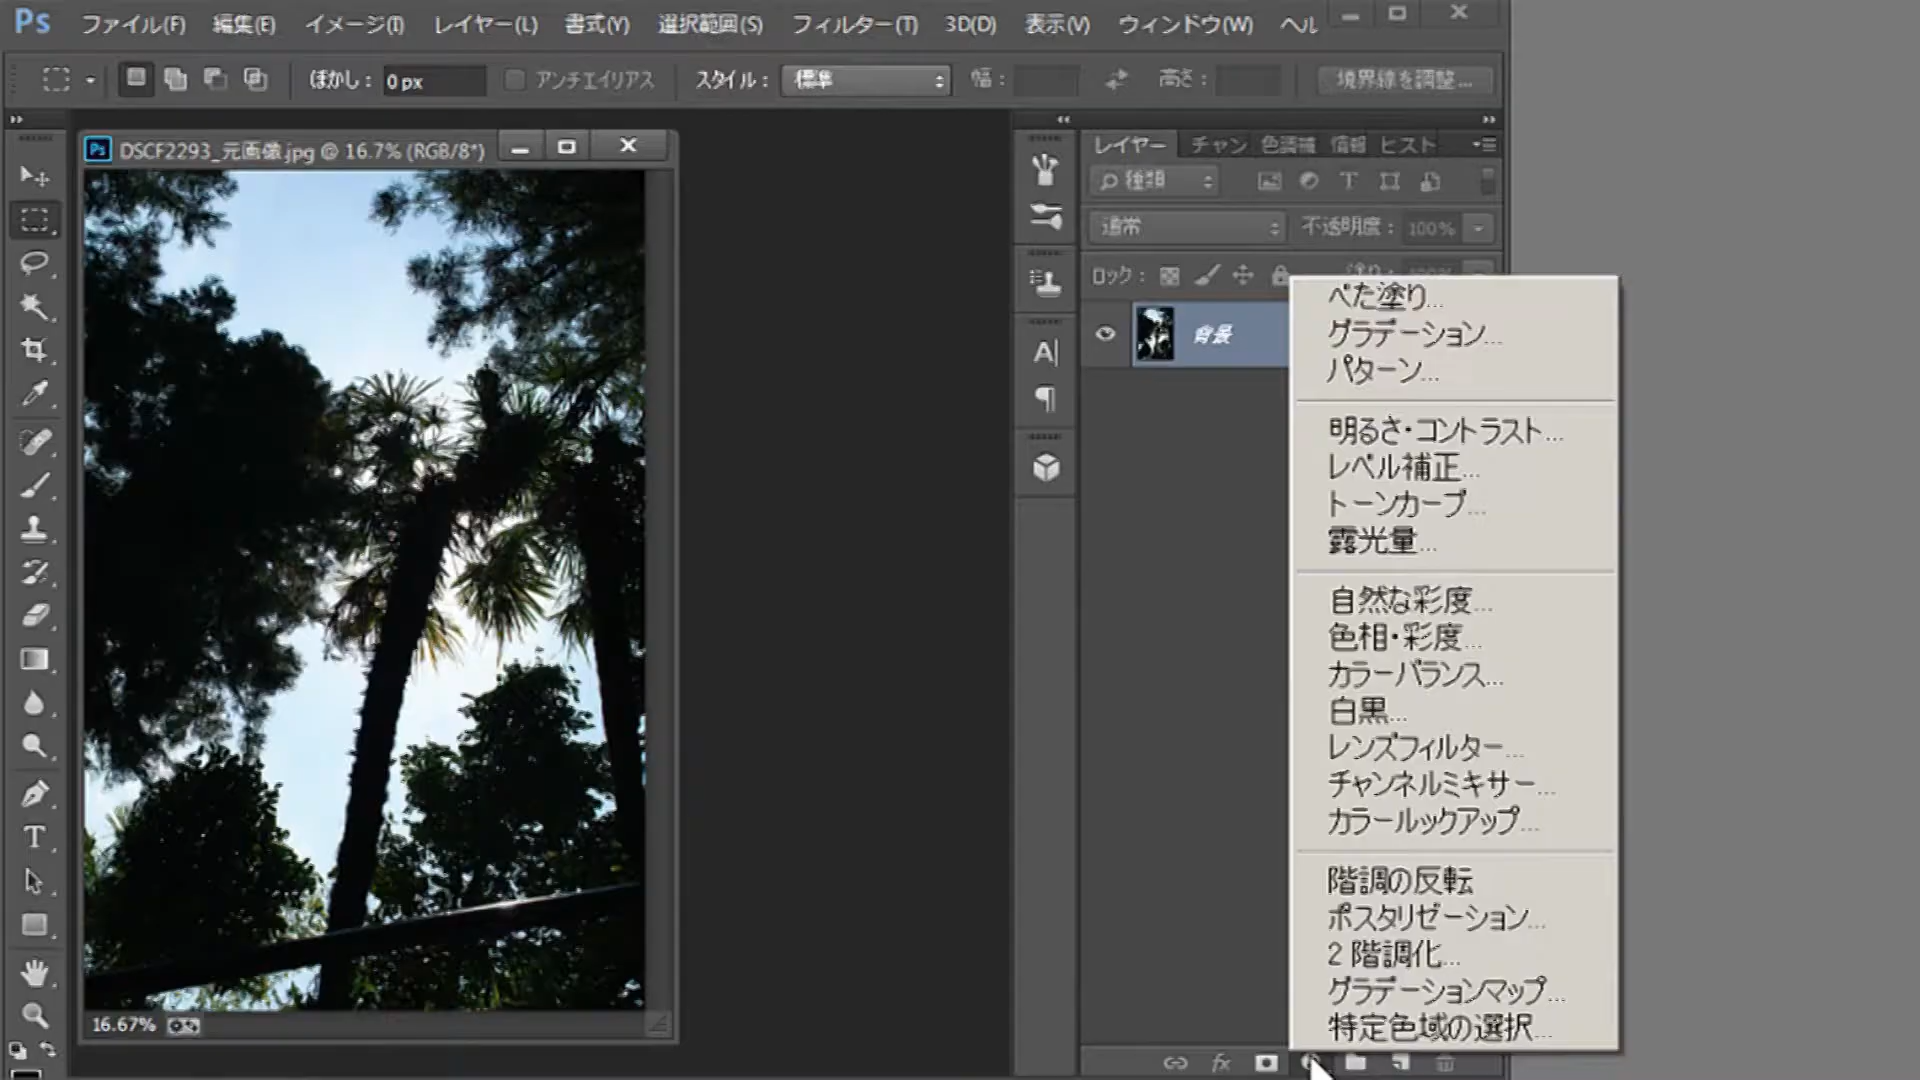 Ps ファイル(F) 編集(E) イメージ(I) レイヤー(L) 書式(Y) 選択範囲(S) フィルター(T) 3D(D) 表示(V) ウィンドウ(W) ヘル
ぼかし： 0 px アンチエイリアス スタイル： 標準 幅： 高さ： 境界線を調整...
Ps DSCF2293_元画像.jpg @ 16.7% (RGB/8*)
レイヤー チャン 色調補 情報 ヒスト
種類
通常 不透明度： 100%
ロック： 塗り: 100%
背景
べた塗り...
グラデーション...
パターン...
明るさ・コントラスト...
レベル補正...
トーンカーブ...
露光量...
自然な彩度...
色相・彩度...
カラーバランス...
白黒...
レンズフィルター...
チャンネルミキサー...
カラールックアップ...
階調の反転
ポスタリゼーション...
2 階調化...
グラデーションマップ...
特定色域の選択...
16.67%